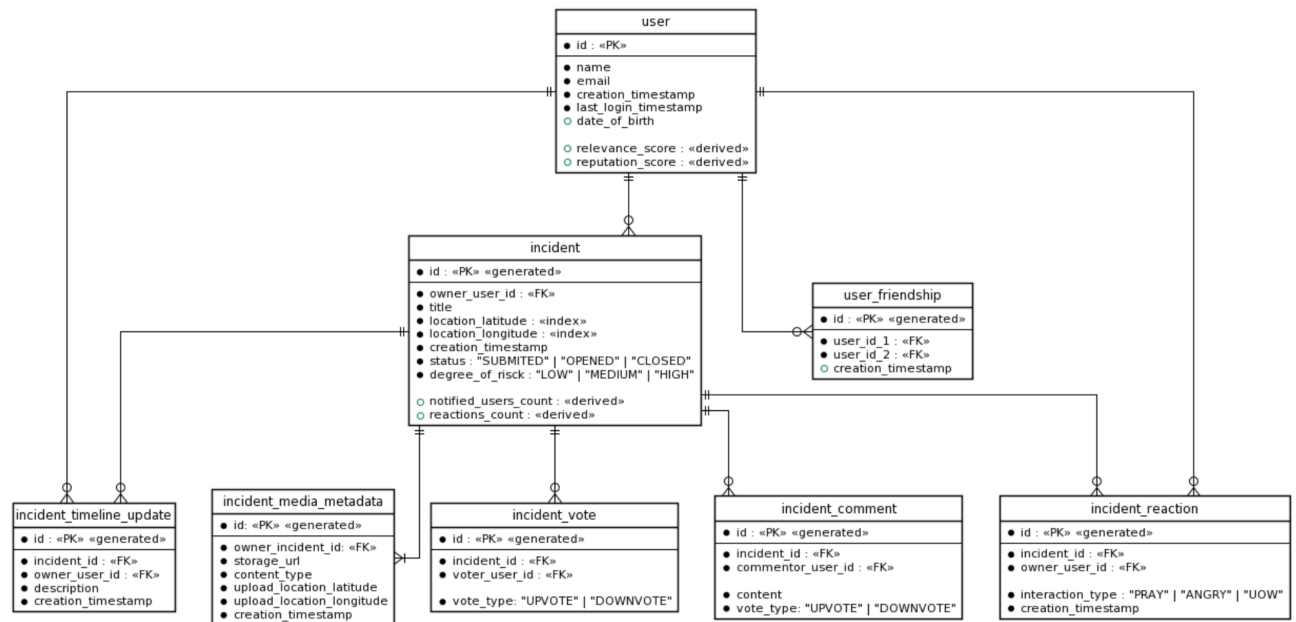 user
id : «PK»
name
email
creation_timestamp
last_login_timestamp
date_of_birth
relevance_score : «derived»
reputation_score : «derived»
incident
id : «PK» «generated»
owner_user_id : «FK»
title
location_latitude : «index»
location_longitude : «index»
creation_timestamp
status : "SUBMITED" | "OPENED" | "CLOSED"
degree_of_risck : "LOW" | "MEDIUM" | "HIGH"
notified_users_count : «derived»
reactions_count : «derived»
user_friendship
id : «PK» «generated»
user_id_1 : «FK»
user_id_2 : «FK»
creation_timestamp
incident_timeline_update
id : «PK» «generated»
incident_id : «FK»
owner_user_id : «FK»
description
creation_timestamp
incident_media_metadata
id: «PK» «generated»
owner_incident_id: «FK»
storage_url
content_type
upload_location_latitude
upload_location_longitude
creation_timestamp
incident_vote
id : «PK» «generated»
incident_id : «FK»
voter_user_id : «FK»
vote_type: "UPVOTE" | "DOWNVOTE"
incident_comment
id : «PK» «generated»
incident_id : «FK»
commentor_user_id : «FK»
content
vote_type: "UPVOTE" | "DOWNVOTE"
incident_reaction
id : «PK» «generated»
incident_id : «FK»
owner_user_id : «FK»
interaction_type : "PRAY" | "ANGRY" | "UOW"
creation_timestamp